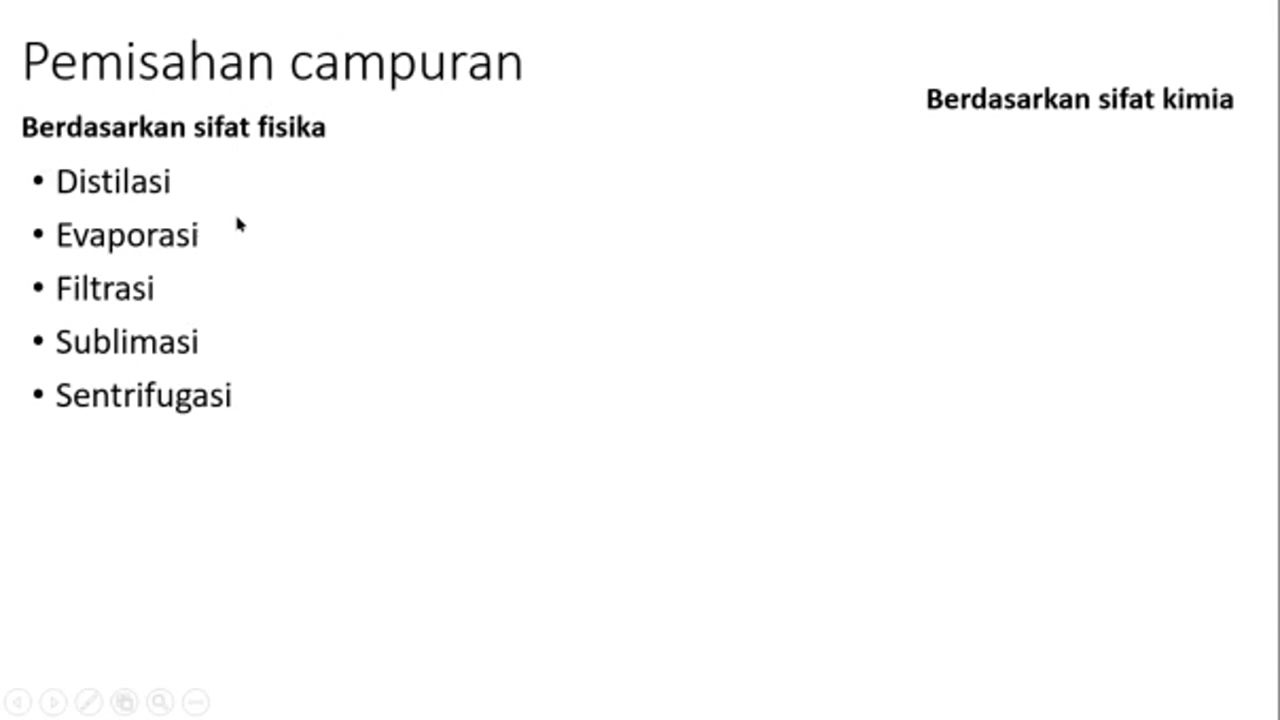 Pemisahan campuran
Berdasarkan sifat fisika
• Distilasi
• Evaporasi
• Filtrasi
• Sublimasi
• Sentrifugasi
Berdasarkan sifat kimia